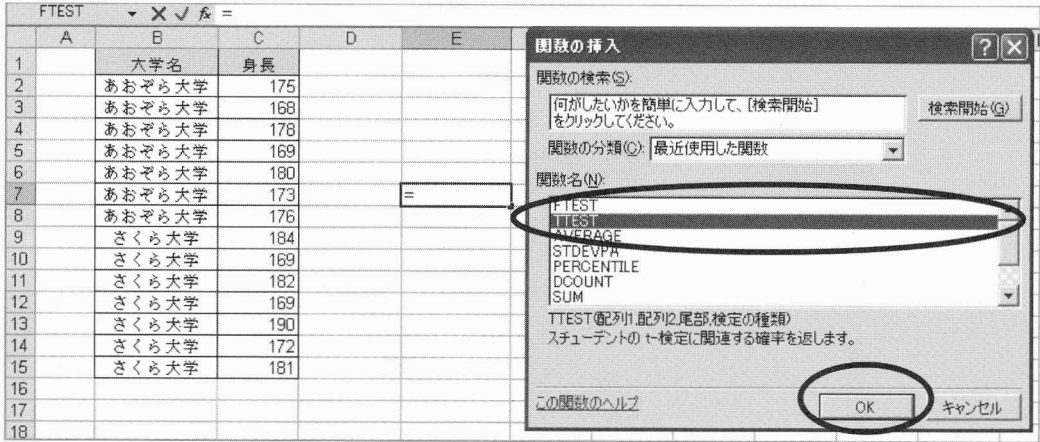 FTEST ▼ ✕ ✓ fx =
A B C D E
1 大学名 身長
2 あおぞら大学 175
3 あおぞら大学 168
4 あおぞら大学 178
5 あおぞら大学 169
6 あおぞら大学 180
7 あおぞら大学 173 =
8 あおぞら大学 176
9 さくら大学 184
10 さくら大学 169
11 さくら大学 182
12 さくら大学 169
13 さくら大学 190
14 さくら大学 172
15 さくら大学 181
16
17
18
関数の挿入
関数の検索(S):
何がしたいかを簡単に入力して、[検索開始]
をクリックしてください。
検索開始(G)
関数の分類(C): 最近使用した関数
関数名(N):
FTEST
TTEST
AVERAGE
STDEVPA
PERCENTILE
DCOUNT
SUM
TTEST(配列1,配列2,尾部,検定の種類)
スチューデントの t-検定に関連する確率を返します。
この関数のヘルプ
OK
キャンセル